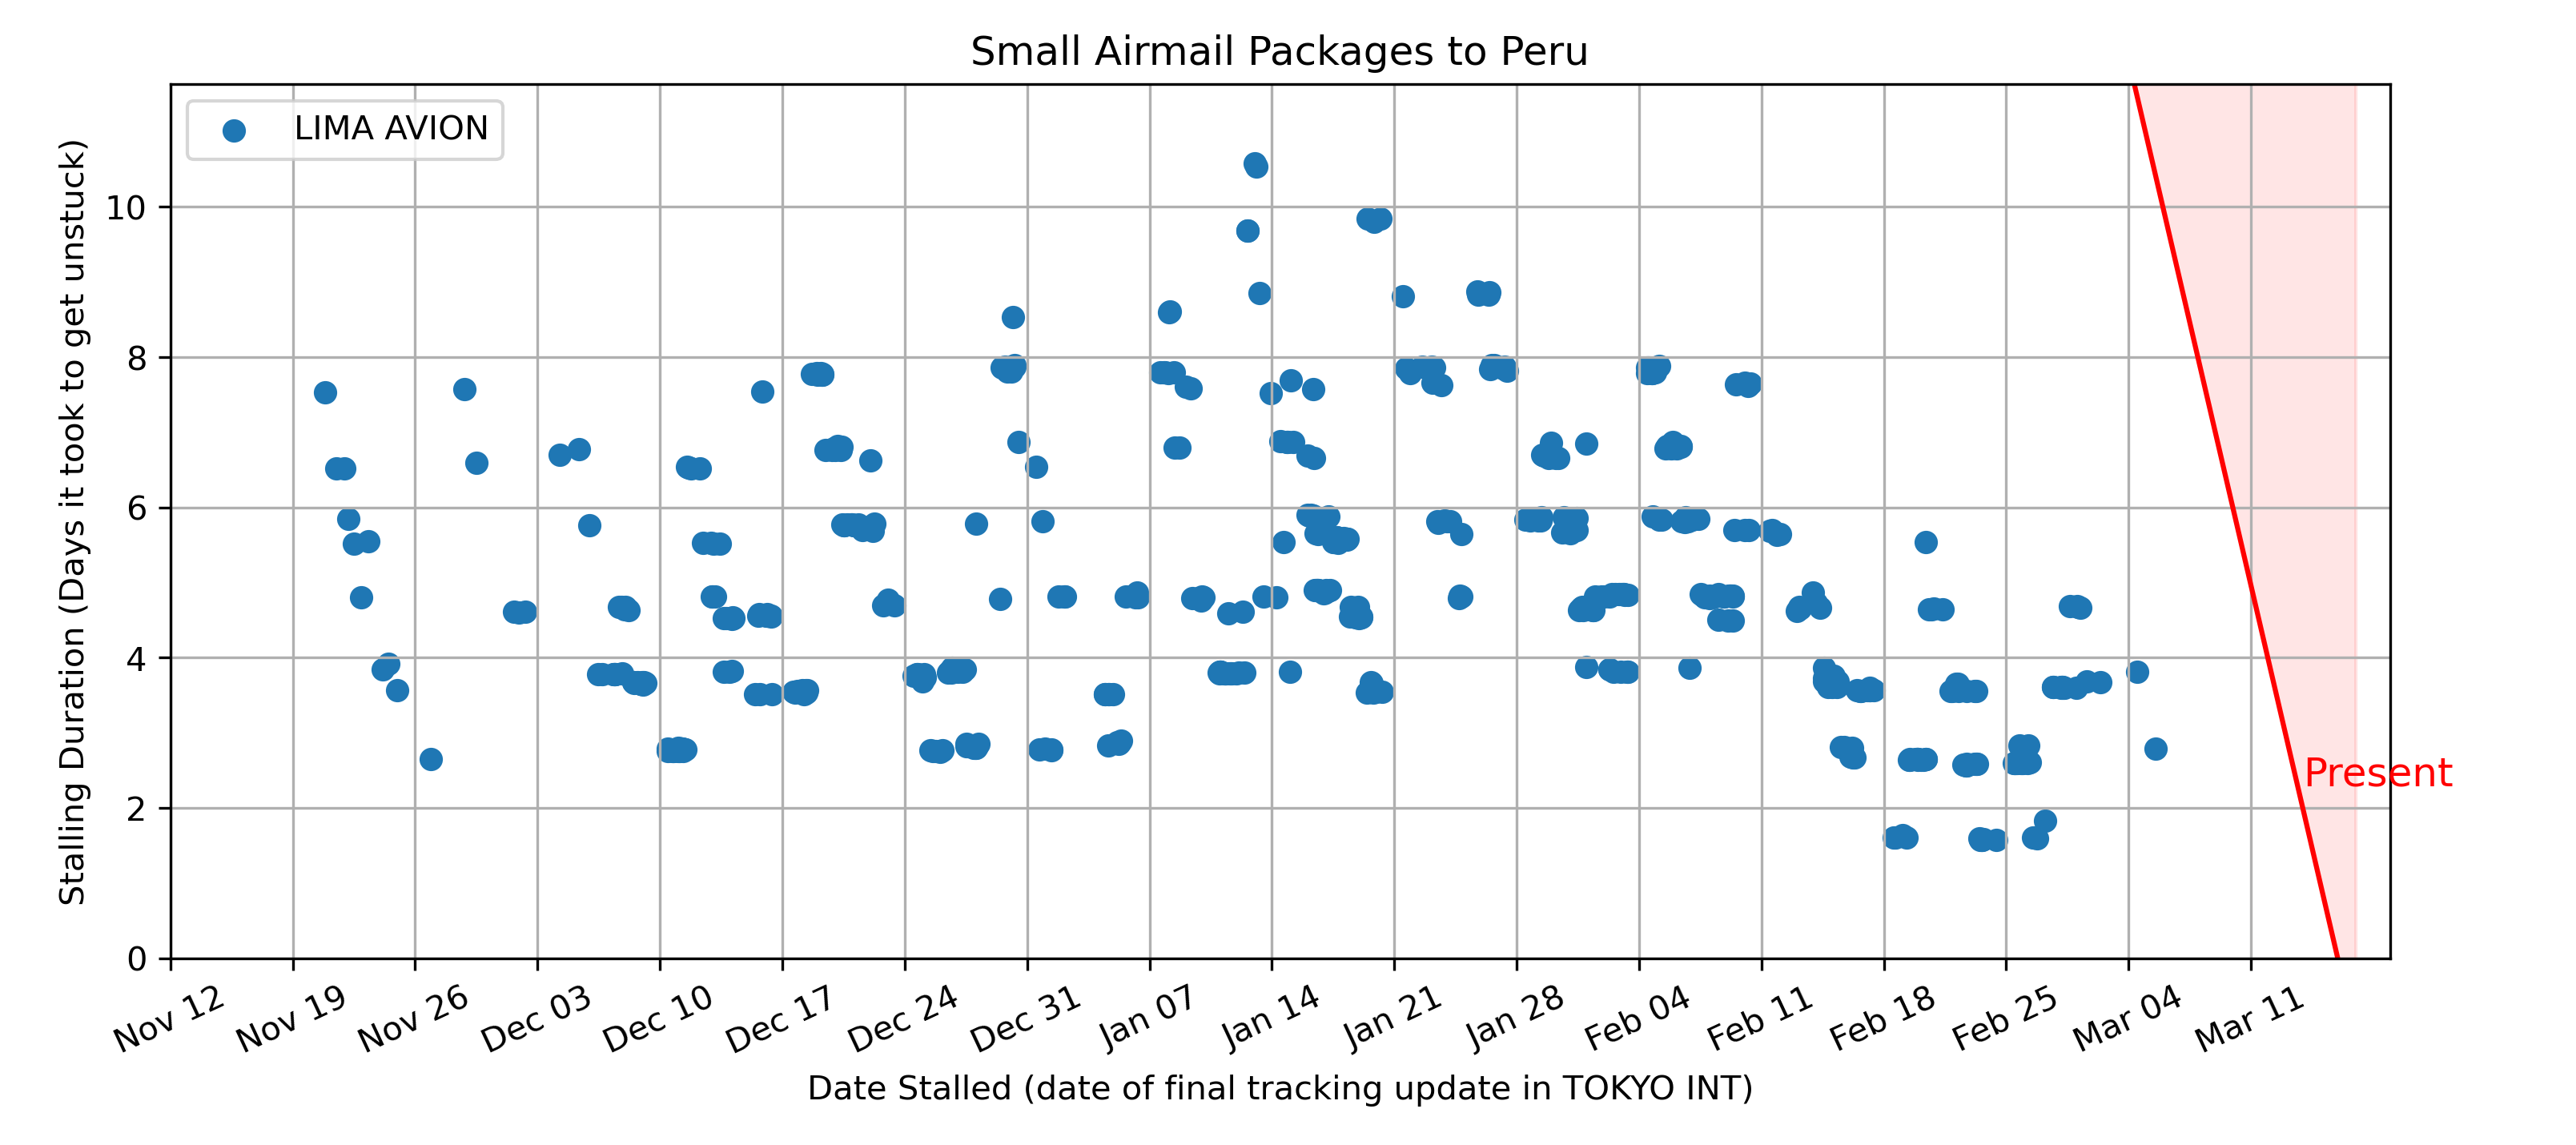 Small Airmail Packages to Peru
LIMA AVION
Stalling Duration (Days it took to get unstuck)
10
8
6
4
2
0
Present
Nov 12
Nov 19
Nov 26
Dec 03
Dec 10
Dec 17
Dec 24
Dec 31
Jan 07
Jan 14
Jan 21
Jan 28
Feb 04
Feb 11
Feb 18
Feb 25
Mar 04
Mar 11
Date Stalled (date of final tracking update in TOKYO INT)